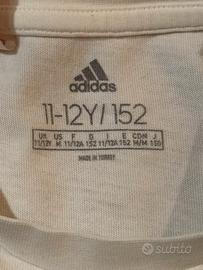 adidas
11-12Y/152
UK US F D I E CDN J
11/12Y M 11/12A 152 11/12A 152 M/M 150
MADE IN TURKEY
subito